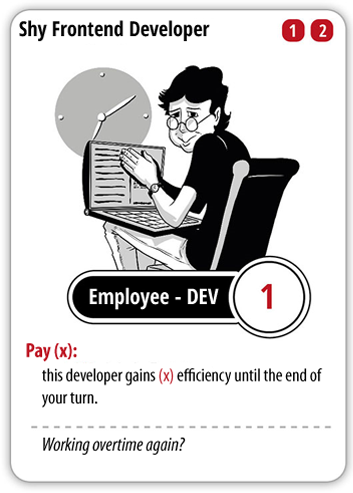 Shy Frontend Developer 1 2
Employee - DEV 1
Pay (x):
this developer gains (x) efficiency until the end of
your turn.
Working overtime again?